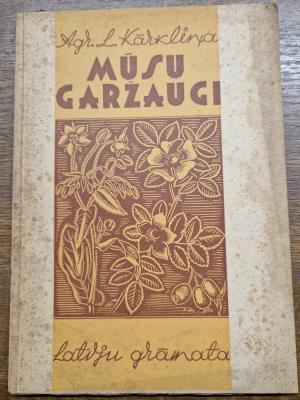 Agr. L. Kārkliņa
MŪSU
GARŽAUGI
Latvju grāmata